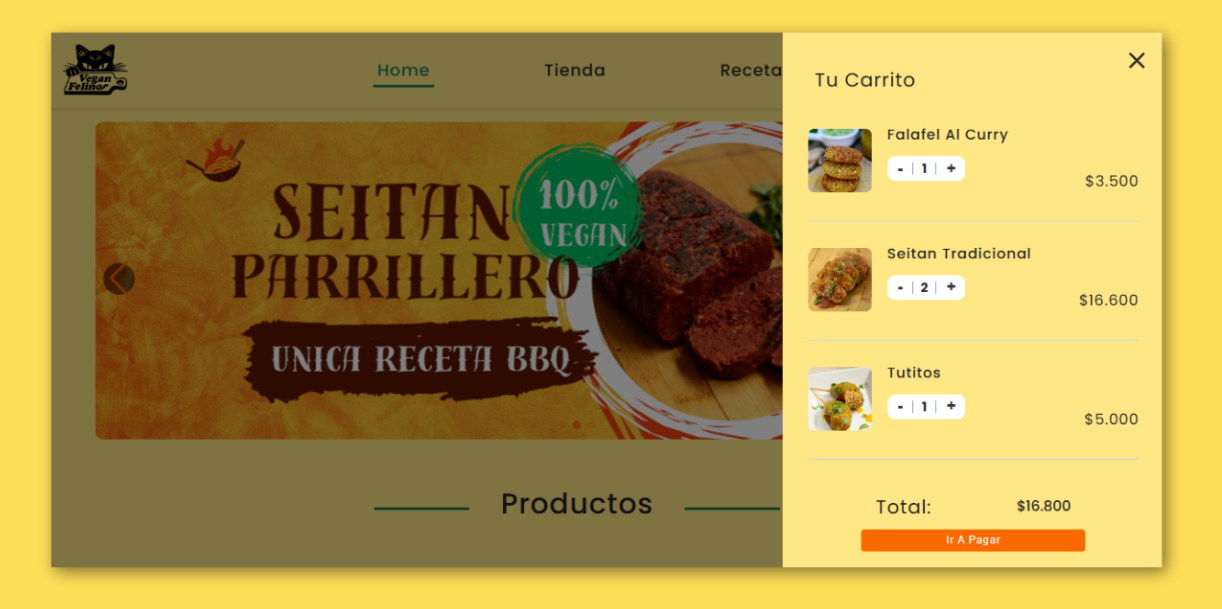 Vegan
Felinor
Home
Tienda
Receta
SEITAN
PARRILLERO
100%
VEGAN
UNICA RECETA BBQ
Productos
Tu Carrito
Falafel Al Curry
- | 1 | +
$3.500
Seitan Tradicional
- | 2 | +
$16.600
Tutitos
- | 1 | +
$5.000
Total: $16.800
Ir A Pagar